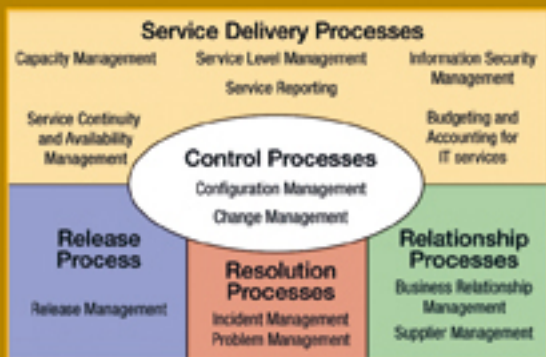 Service Delivery Processes
Capacity Management
Service Level Management
Information Security
Management
Service Reporting
Service Continuity
and Availability
Management
Budgeting and
Accounting for
IT services
Control Processes
Configuration Management
Change Management
Release
Process
Release Management
Resolution
Processes
Incident Management
Problem Management
Relationship
Processes
Business Relationship
Management
Supplier Management